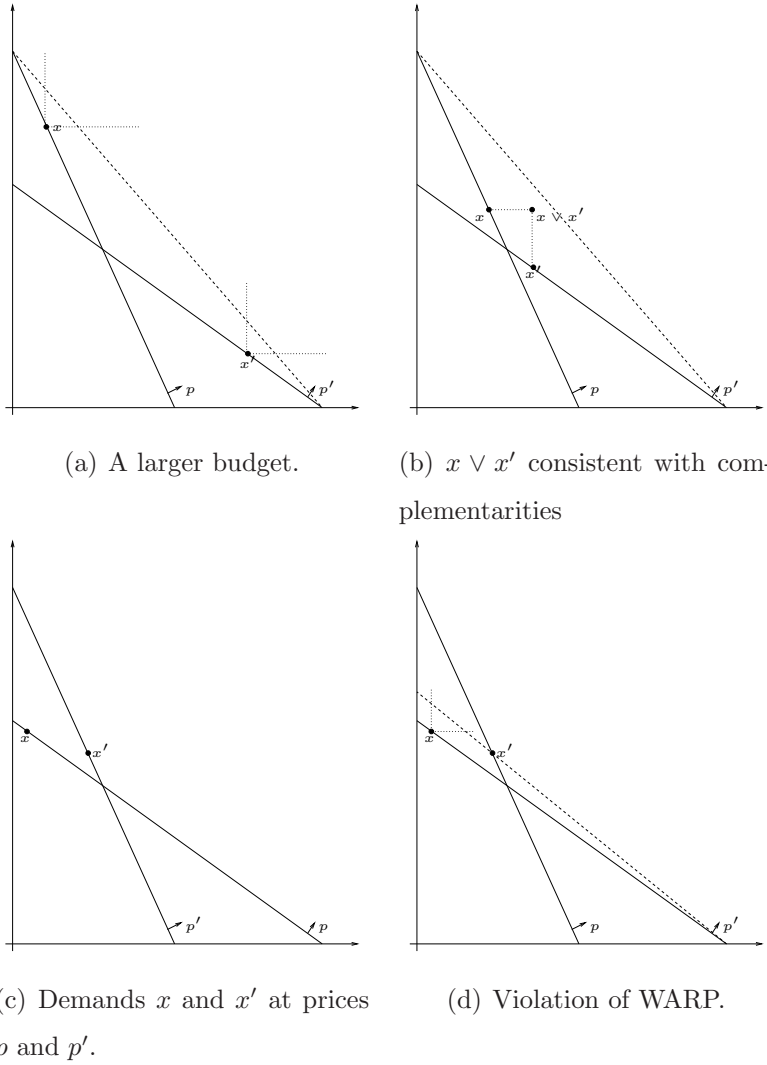 x
x′
p
p′
x
x ∨ x′
x′
p
p′
(a) A larger budget.
(b) x ∨ x′ consistent with com-
plementarities
x
x′
p′
p
x
x′
p
p′
(c) Demands x and x′ at prices
p and p′.
(d) Violation of WARP.